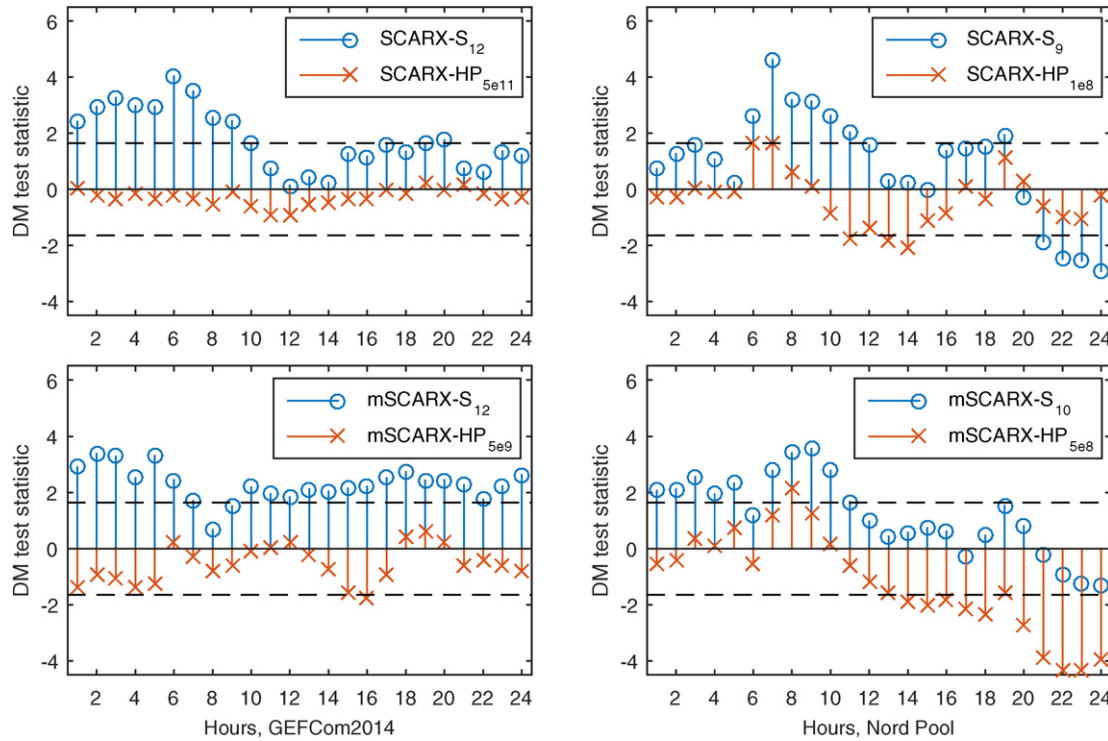 DM test statistic
6
4
2
0
-2
-4
SCARX-S12
SCARX-HP5e11
2 4 6 8 10 12 14 16 18 20 22 24
DM test statistic
6
4
2
0
-2
-4
SCARX-S9
SCARX-HP1e8
2 4 6 8 10 12 14 16 18 20 22 24
DM test statistic
6
4
2
0
-2
-4
mSCARX-S12
mSCARX-HP5e9
2 4 6 8 10 12 14 16 18 20 22 24
Hours, GEFCom2014
DM test statistic
6
4
2
0
-2
-4
mSCARX-S10
mSCARX-HP5e8
2 4 6 8 10 12 14 16 18 20 22 24
Hours, Nord Pool